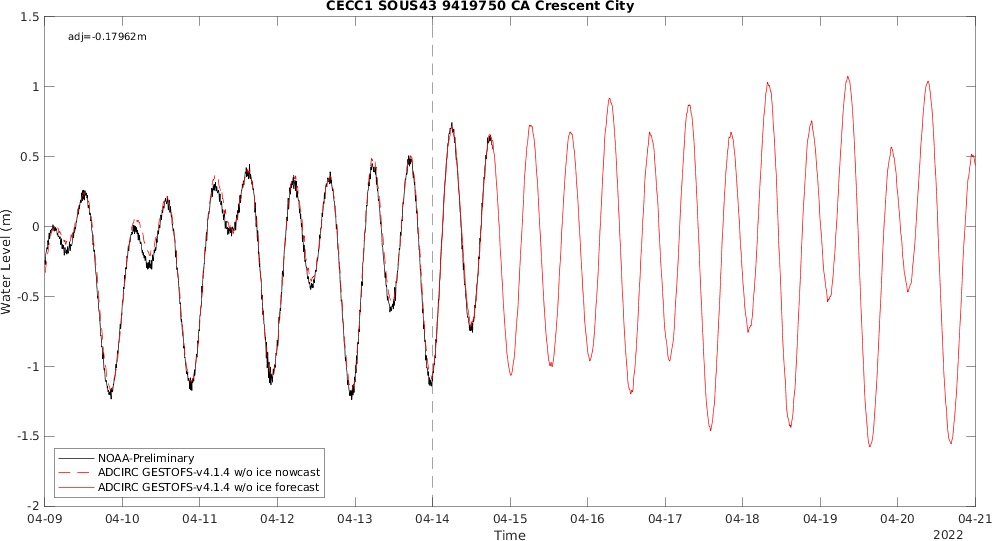 CECC1 SOUS43 9419750 CA Crescent City
adj=-0.17962m
1.5
1
0.5
0
-0.5
-1
-1.5
-2
Water Level (m)
NOAA-Preliminary
ADCIRC GESTOFS-v4.1.4 w/o ice nowcast
ADCIRC GESTOFS-v4.1.4 w/o ice forecast
04-09 04-10 04-11 04-12 04-13 04-14 04-15 04-16 04-17 04-18 04-19 04-20 04-21
Time
2022